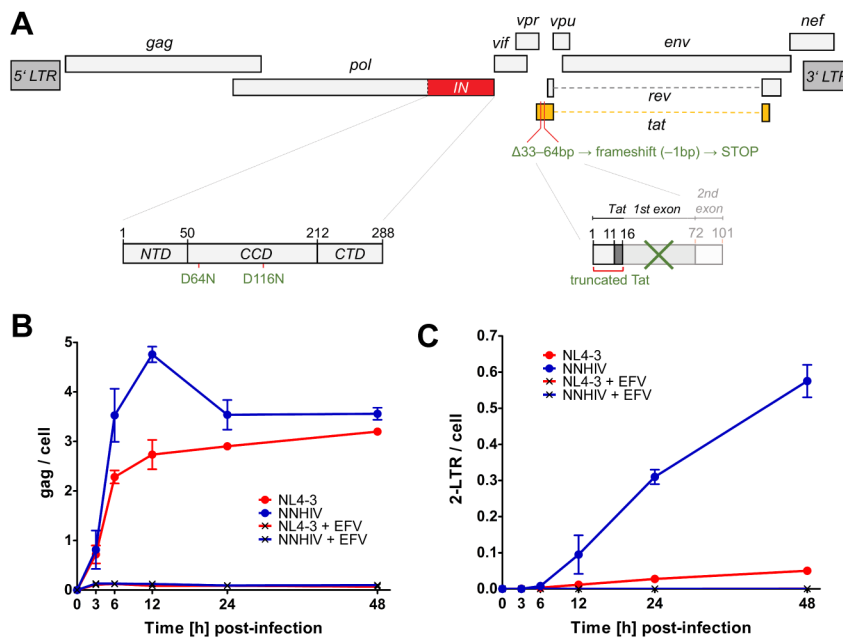 A
5' LTR
gag
pol
IN
vif
vpr
vpu
env
nef
3' LTR
rev
tat
Δ33–64bp → frameshift (–1bp) → STOP
1 50 212 288
NTD CCD CTD
D64N D116N
2nd
exon
Tat 1st exon
1 11 16 72 101
truncated Tat
B
gag / cell
5
4
3
2
1
0
NL4-3
NNHIV
NL4-3 + EFV
NNHIV + EFV
0 3 6 12 24 48
Time [h] post-infection
C
2-LTR / cell
0.7
0.6
0.5
0.4
0.3
0.2
0.1
0.0
NL4-3
NNHIV
NL4-3 + EFV
NNHIV + EFV
0 3 6 12 24 48
Time [h] post-infection